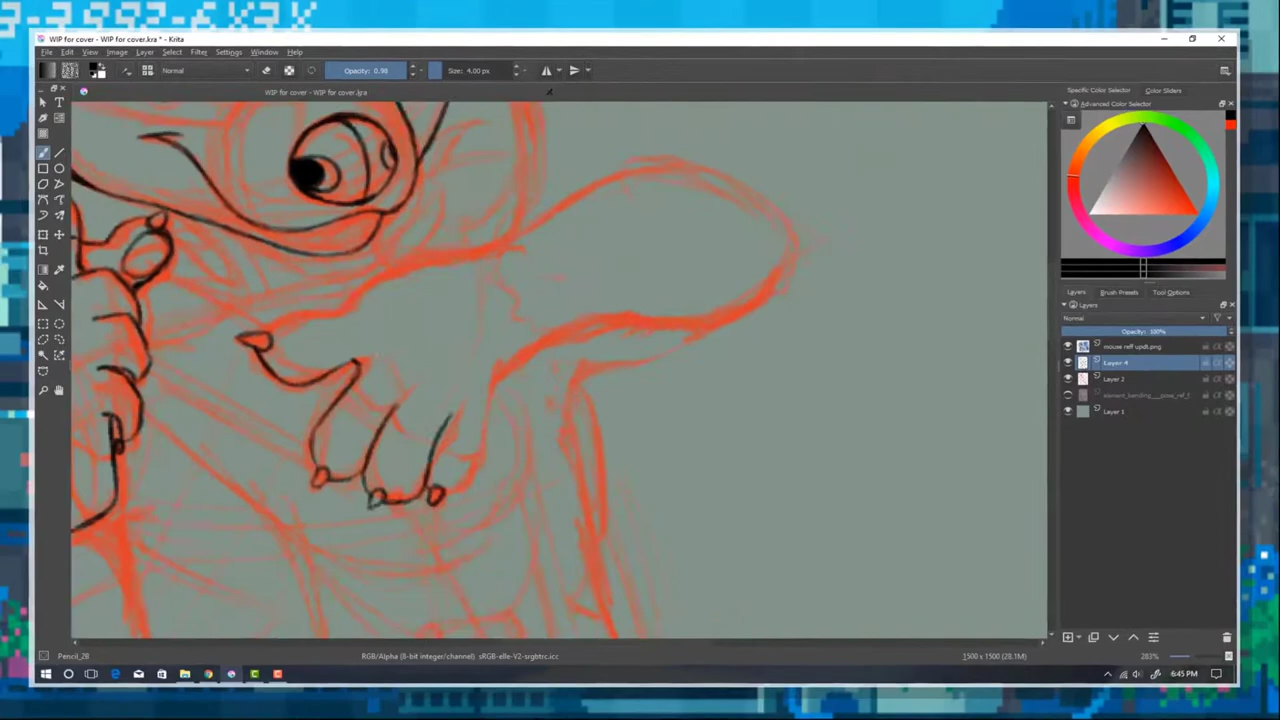 WIP for cover - WIP for cover.kra * - Krita
File Edit View Image Layer Select Filter Settings Window Help
Normal Opacity: 0.98 Size: 4.00 px
WIP for cover - WIP for cover.kra
Specific Color Selector Color Sliders
Advanced Color Selector
Layers Brush Presets Tool Options
Layers
Normal
Opacity: 100%
mouse reff updt.png
Layer 4
Layer 2
element_bending___pose_ref_f
Layer 1
Pencil_2B RGB/Alpha (8-bit integer/channel) sRGB-elle-V2-srgbtrc.icc 1500 x 1500 (28.1M) 283%
6:45 PM